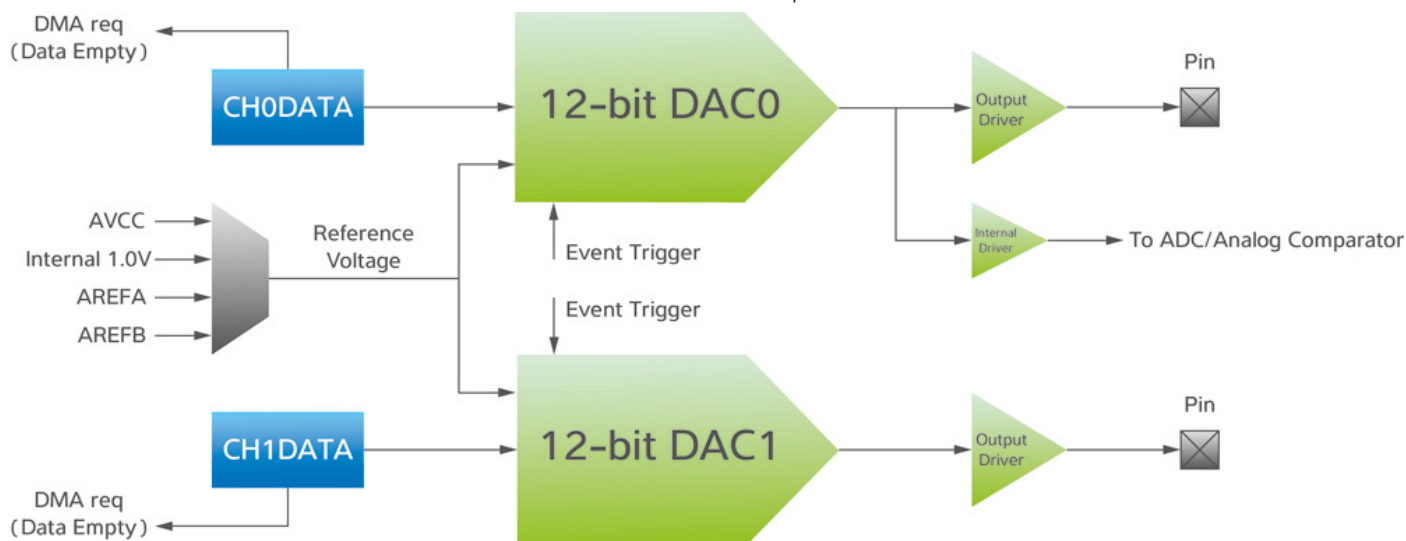 DMA req
(Data Empty)
CH0DATA
12-bit DAC0
Output
Driver
Pin
AVCC
Internal 1.0V
AREFA
AREFB
Reference
Voltage
Event Trigger
Internal
Driver
To ADC/Analog Comparator
Event Trigger
CH1DATA
12-bit DAC1
Output
Driver
Pin
DMA req
(Data Empty)